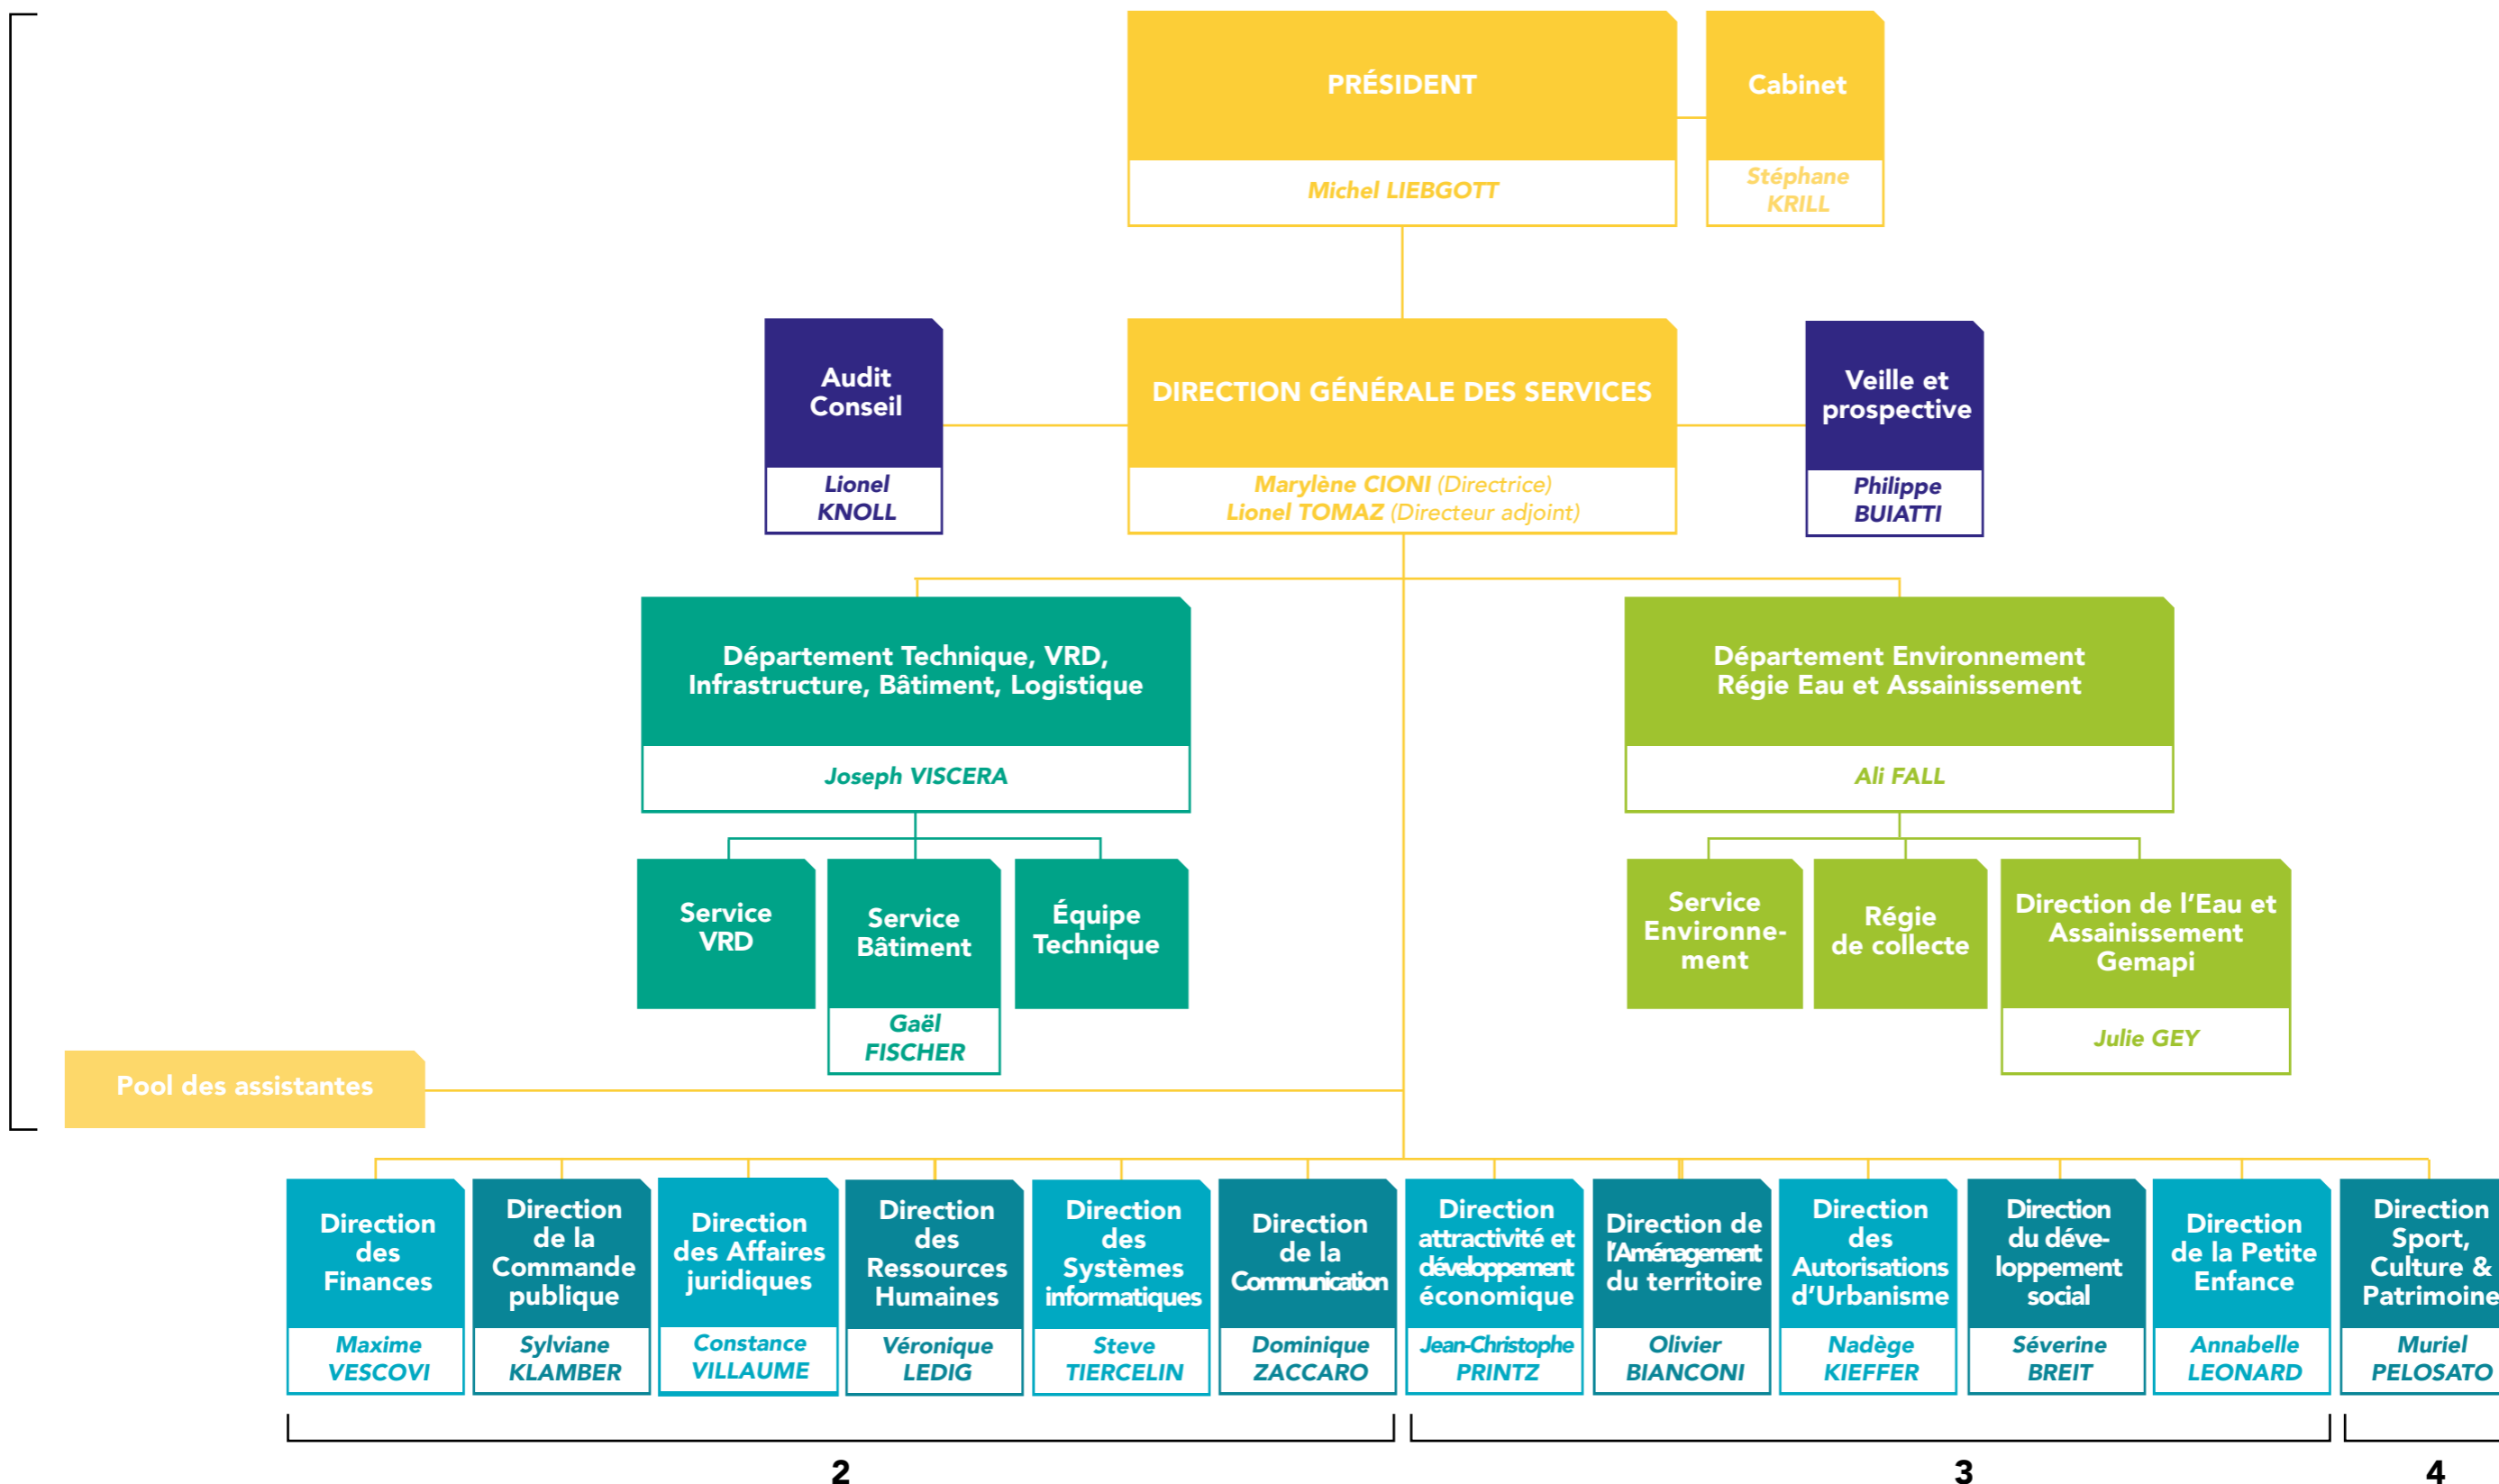 PRÉSIDENT
Michel LIEBGOTT
Cabinet
Stéphane
KRILL
Audit
Conseil
Lionel
KNOLL
DIRECTION GÉNÉRALE DES SERVICES
Marylène CIONI (Directrice)
Lionel TOMAZ (Directeur adjoint)
Veille et
prospective
Philippe
BUIATTI
Département Technique, VRD,
Infrastructure, Bâtiment, Logistique
Joseph VISCERA
Département Environnement
Régie Eau et Assainissement
Ali FALL
Service
VRD
Service
Bâtiment
Gaël
FISCHER
Équipe
Technique
Service
Environne-
ment
Régie
de collecte
Direction de l'Eau et
Assainissement
Gemapi
Julie GEY
Pool des assistantes
Direction
des
Finances
Maxime
VESCOVI
Direction
de la
Commande
publique
Sylviane
KLAMBER
Direction
des Affaires
juridiques
Constance
VILLAUME
Direction
des
Ressources
Humaines
Véronique
LEDIG
Direction
des
Systèmes
informatiques
Steve
TIERCELIN
Direction
de la
Communication
Dominique
ZACCARO
Direction
attractivité et
développement
économique
Jean-Christophe
PRINTZ
Direction de
l'Aménagement
du territoire
Olivier
BIANCONI
Direction
des
Autorisations
d'Urbanisme
Nadège
KIEFFER
Direction
du déve-
loppement
social
Séverine
BREIT
Direction
de la Petite
Enfance
Annabelle
LEONARD
Direction
Sport,
Culture &
Patrimoine
Muriel
PELOSATO
2
3
4